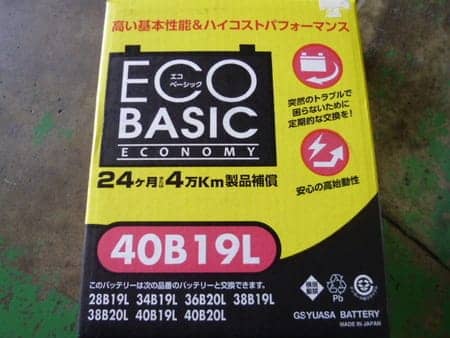 高い基本性能&ハイコストパフォーマンス
ECO
エコ
ベーシック
BASIC
ECONOMY
突然のトラブルで
困らないために
定期的な交換を!
24ヶ月または4万Km製品補償
安心の高始動性
40B19L
このバッテリーは次の品番のバッテリーと交換できます。
28B19L 34B19L 36B20L 38B19L
38B20L 40B19L 40B20L
Pb
GSYUASA BATTERY
MADE IN JAPAN